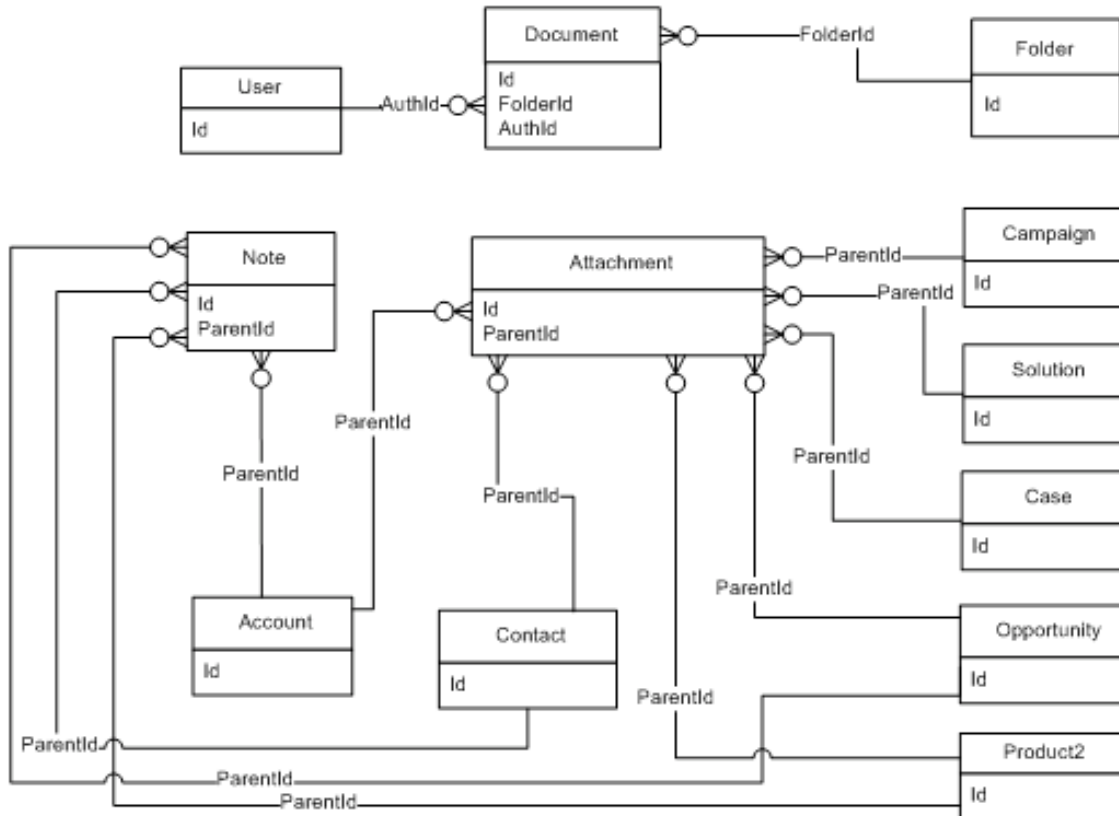 Document
Id
FolderId
AuthId
FolderId
Folder
Id
User
Id
AuthId
Note
Id
ParentId
Attachment
Id
ParentId
ParentId
Campaign
Id
ParentId
Solution
Id
ParentId
Case
Id
ParentId
ParentId
ParentId
ParentId
Account
Id
Contact
Id
Opportunity
Id
ParentId
ParentId
ParentId
ParentId
Product2
Id